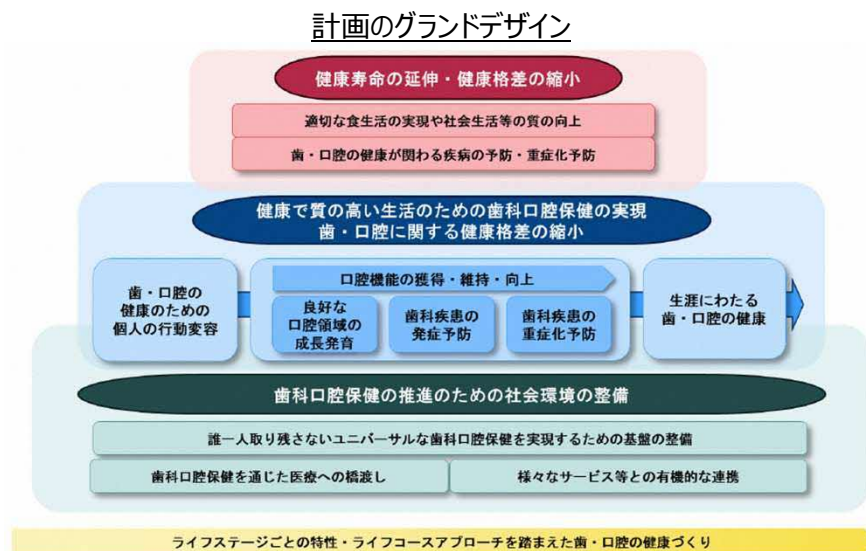 計画のグランドデザイン
健康寿命の延伸・健康格差の縮小
適切な食生活の実現や社会生活等の質の向上
歯・口腔の健康が関わる疾病の予防・重症化予防
健康で質の高い生活のための歯科口腔保健の実現
歯・口腔に関する健康格差の縮小
歯・口腔の
健康のための
個人の行動変容
口腔機能の獲得・維持・向上
良好な
口腔領域の
成長発育
歯科疾患の
発症予防
歯科疾患の
重症化予防
生涯にわたる
歯・口腔の健康
歯科口腔保健の推進のための社会環境の整備
誰一人取り残さないユニバーサルな歯科口腔保健を実現するための基盤の整備
歯科口腔保健を通じた医療への橋渡し
様々なサービス等との有機的な連携
ライフステージごとの特性・ライフコースアプローチを踏まえた歯・口腔の健康づくり